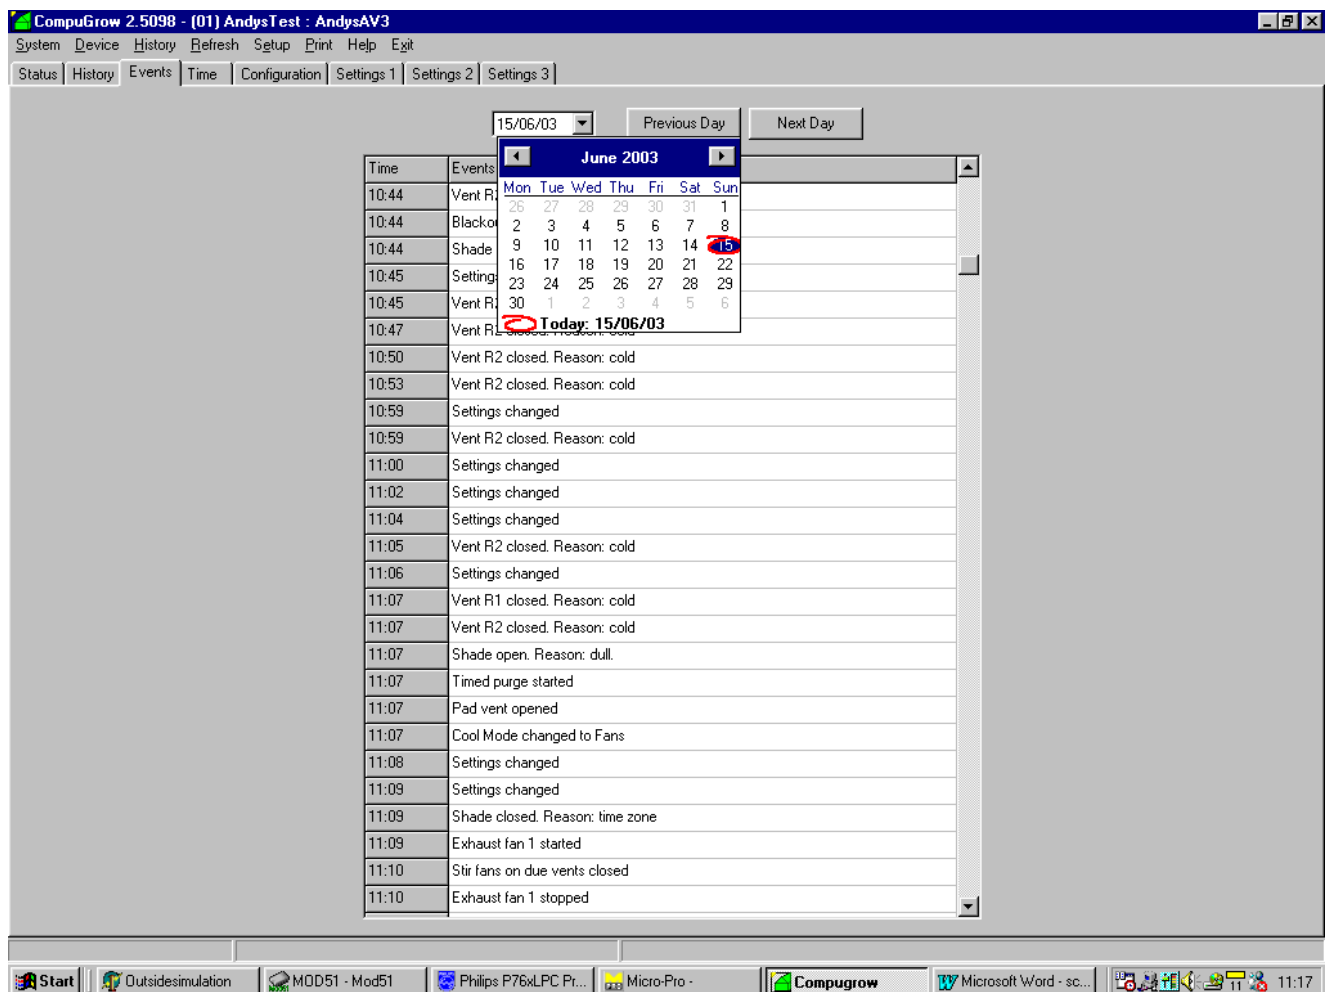 CompuGrow 2.5098 - (01) AndysTest : AndysAV3
System Device History Refresh Setup Print Help Exit
Status History Events Time Configuration Settings 1 Settings 2 Settings 3
15/06/03 Previous Day Next Day
June 2003
Mon Tue Wed Thu Fri Sat Sun
26 27 28 29 30 31 1
2 3 4 5 6 7 8
9 10 11 12 13 14 15
16 17 18 19 20 21 22
23 24 25 26 27 28 29
30 1 2 3 4 5 6
Today: 15/06/03
Time Events
10:44 Vent R2
10:44 Blackou
10:44 Shade
10:45 Settings
10:45 Vent R2
10:47 Vent R2 closed. Reason: cold
10:50 Vent R2 closed. Reason: cold
10:53 Vent R2 closed. Reason: cold
10:59 Settings changed
10:59 Vent R2 closed. Reason: cold
11:00 Settings changed
11:02 Settings changed
11:04 Settings changed
11:05 Vent R2 closed. Reason: cold
11:06 Settings changed
11:07 Vent R1 closed. Reason: cold
11:07 Vent R2 closed. Reason: cold
11:07 Shade open. Reason: dull.
11:07 Timed purge started
11:07 Pad vent opened
11:07 Cool Mode changed to Fans
11:08 Settings changed
11:09 Settings changed
11:09 Shade closed. Reason: time zone
11:09 Exhaust fan 1 started
11:10 Stir fans on due vents closed
11:10 Exhaust fan 1 stopped
Start Outsidesimulation MOD51 - Mod51 Philips P76xLPC Pr... Micro-Pro - Compugrow Microsoft Word - sc... 11:17